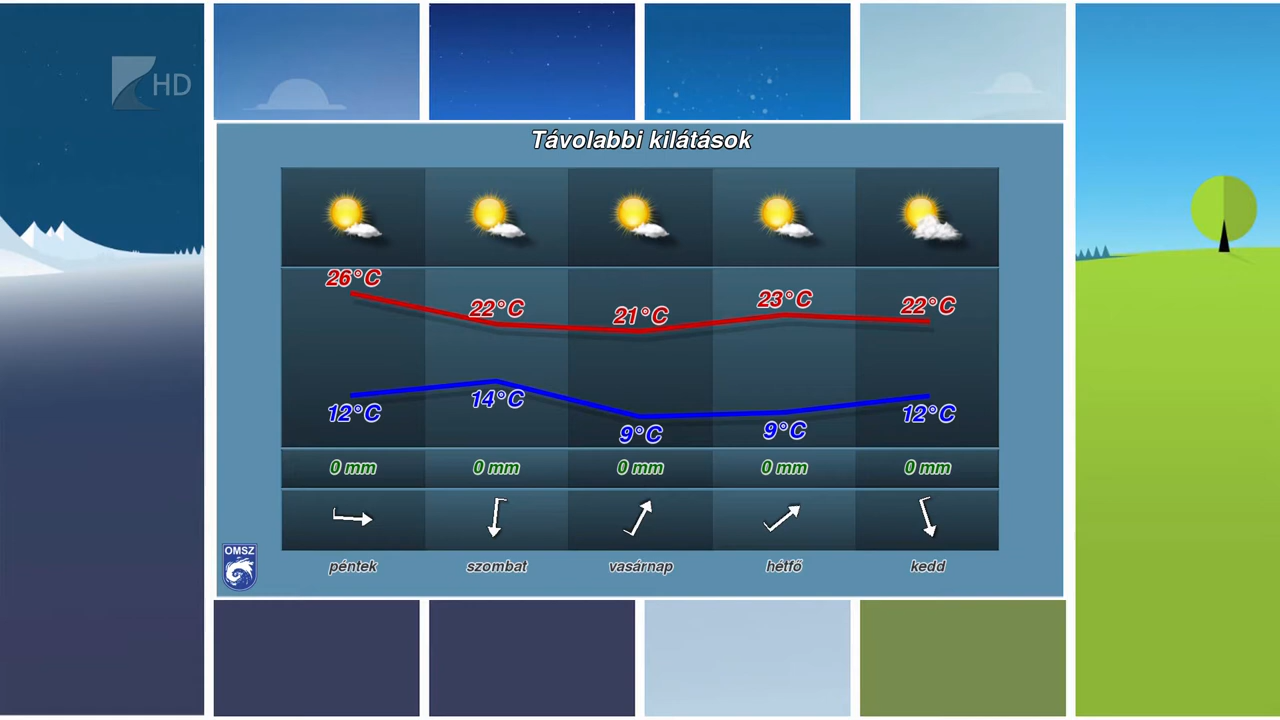 HD
Távolabbi kilátások
26°C 22°C 21°C 23°C 22°C
12°C 14°C 9°C 9°C 12°C
0 mm 0 mm 0 mm 0 mm 0 mm
OMSZ
péntek szombat vasárnap hétfő kedd